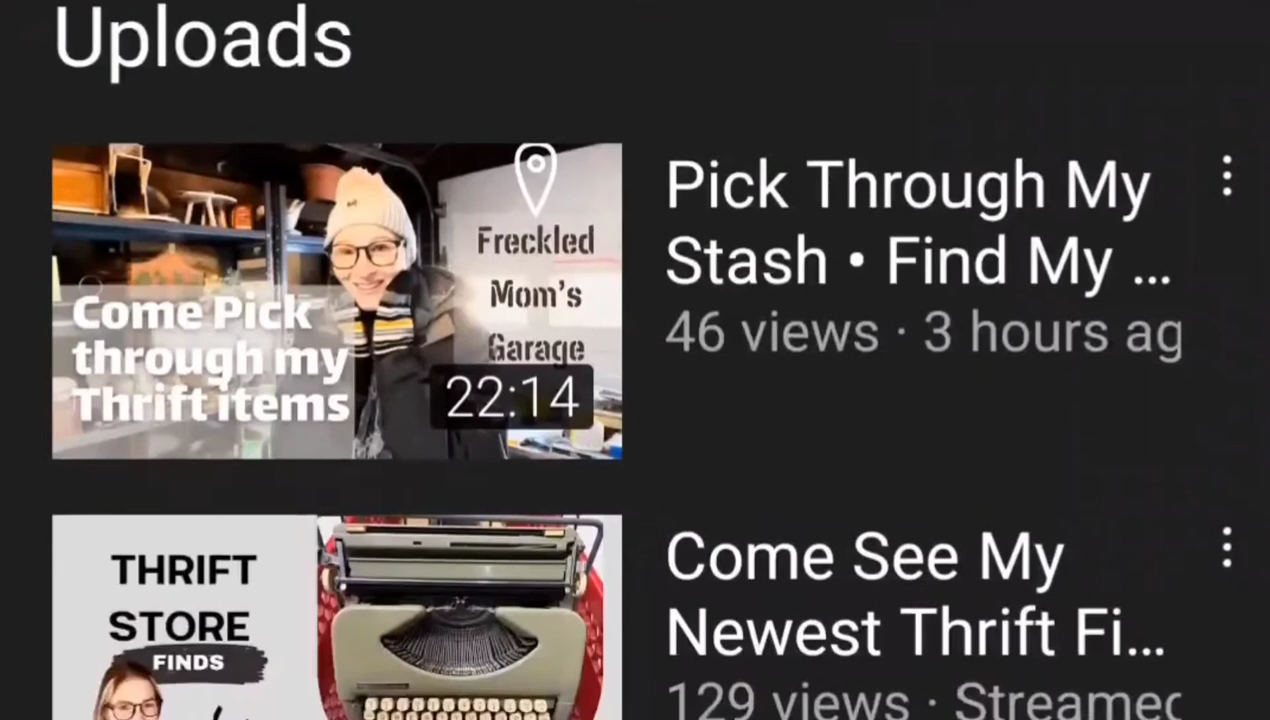 Uploads
Pick Through My
Stash • Find My ...
46 views · 3 hours ag
Freckled
Mom's
Garage
Come Pick
through my
Thrift items
22:14
Come See My
Newest Thrift Fi...
129 views · Streamed
THRIFT
STORE
FINDS